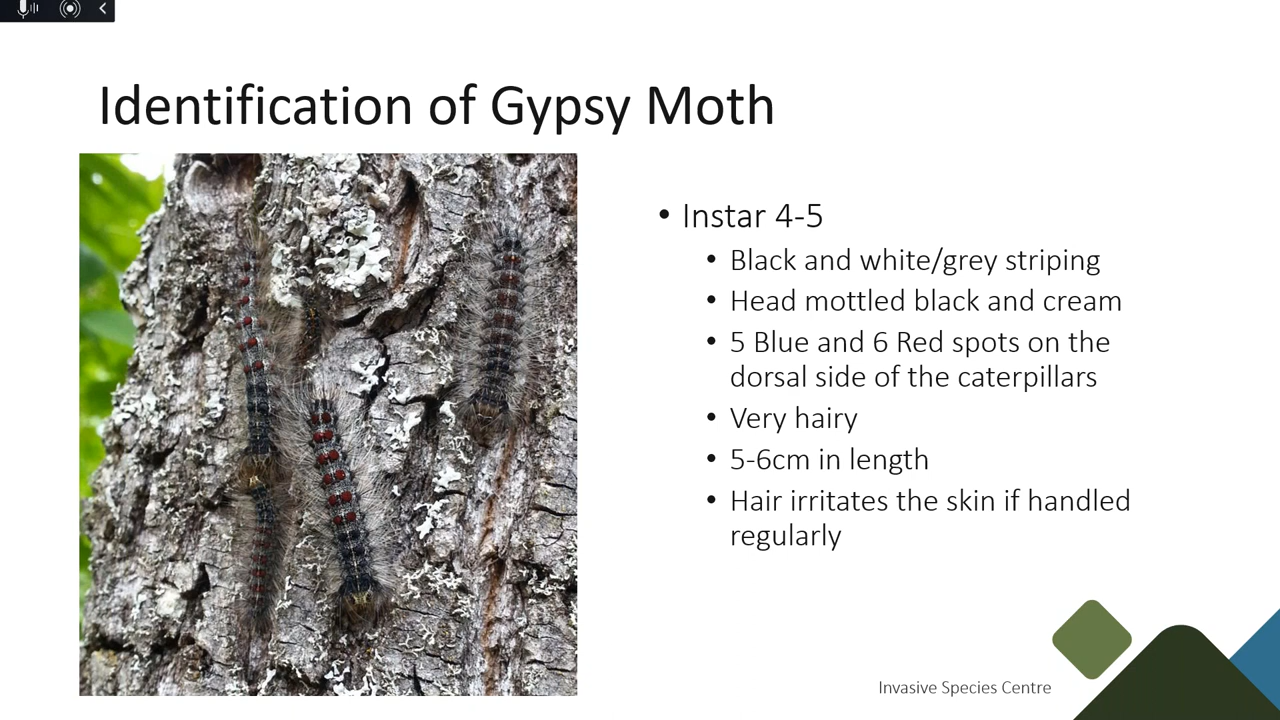 Identification of Gypsy Moth
• Instar 4-5
• Black and white/grey striping
• Head mottled black and cream
• 5 Blue and 6 Red spots on the
dorsal side of the caterpillars
• Very hairy
• 5-6cm in length
• Hair irritates the skin if handled
regularly
Invasive Species Centre